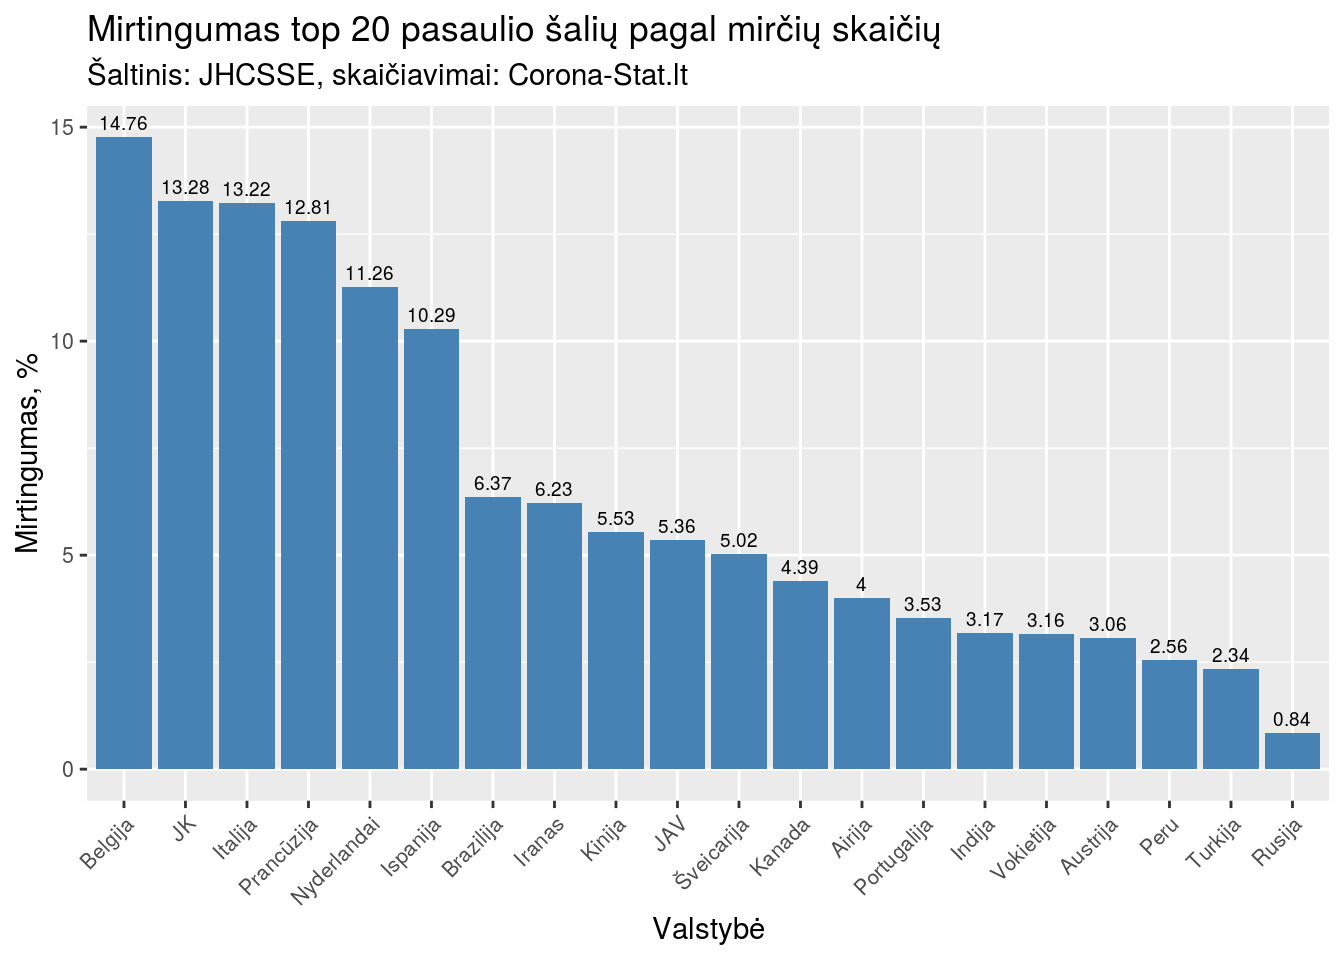 Mirtingumas top 20 pasaulio šalių pagal mirčių skaičių
Šaltinis: JHCSSE, skaičiavimai: Corona-Stat.lt
Mirtingumas, %
15
10
5
0
14.76
13.28
13.22
12.81
11.26
10.29
6.37
6.23
5.53
5.36
5.02
4.39
4
3.53
3.17
3.16
3.06
2.56
2.34
0.84
Belgija
JK
Italija
Prancūzija
Nyderlandai
Ispanija
Brazilija
Iranas
Kinija
JAV
Šveicarija
Kanada
Airija
Portugalija
Indija
Vokietija
Austrija
Peru
Turkija
Rusija
Valstybė